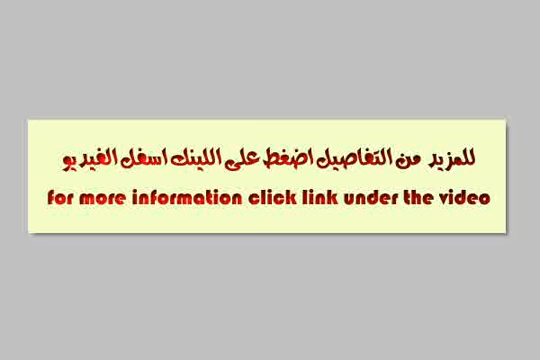 للمزيد من التفاصيل اضغط على اللينك اسفل الفيديو
for more information click link under the video